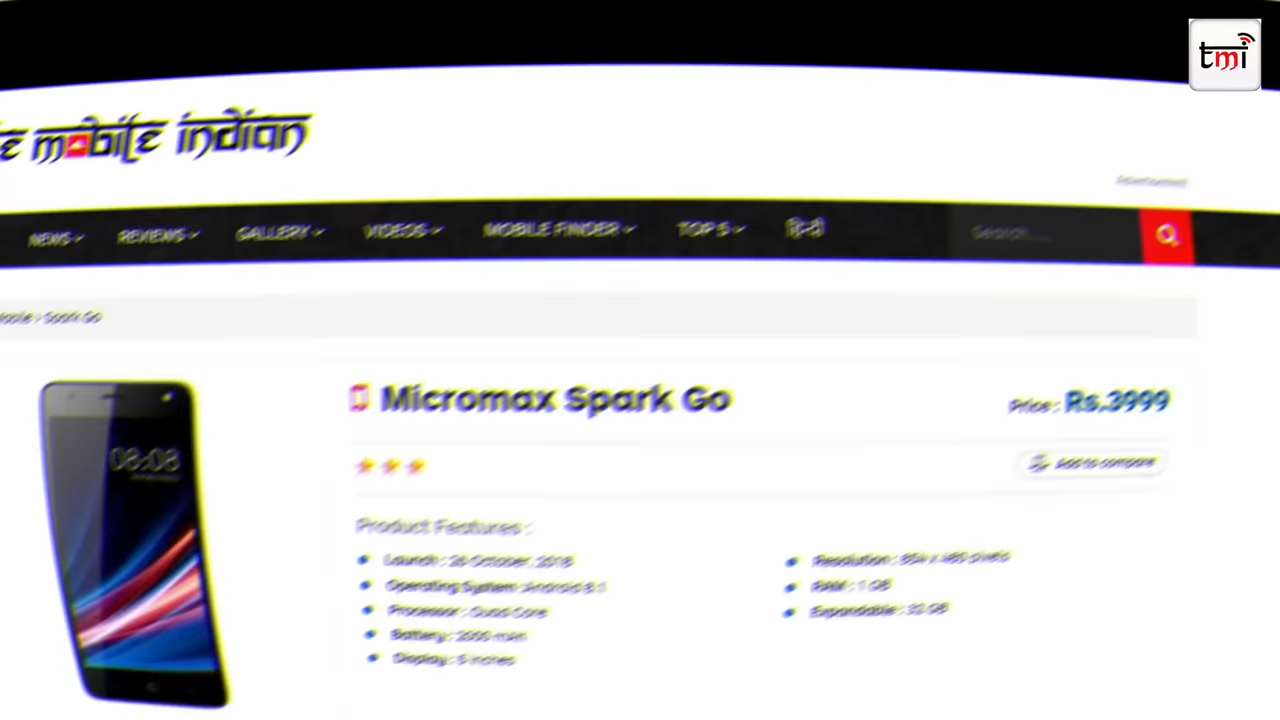 tmi
e mobile indian
Advertisement
NEWS REVIEWS GALLERY VIDEOS MOBILE FINDER TOP 5 हिन्दी Search.....
Spark Go
Micromax Spark Go
Price : Rs.3999
08:08
Add to compare
Product Features :
Launch : 26 October, 2018
Resolution : 854 x 480 pixels
Operating System : Android 8.1
RAM : 1 GB
Processor : Quad Core
Expandable : 32 GB
Battery : 2000 mAh
Display : 5 inches